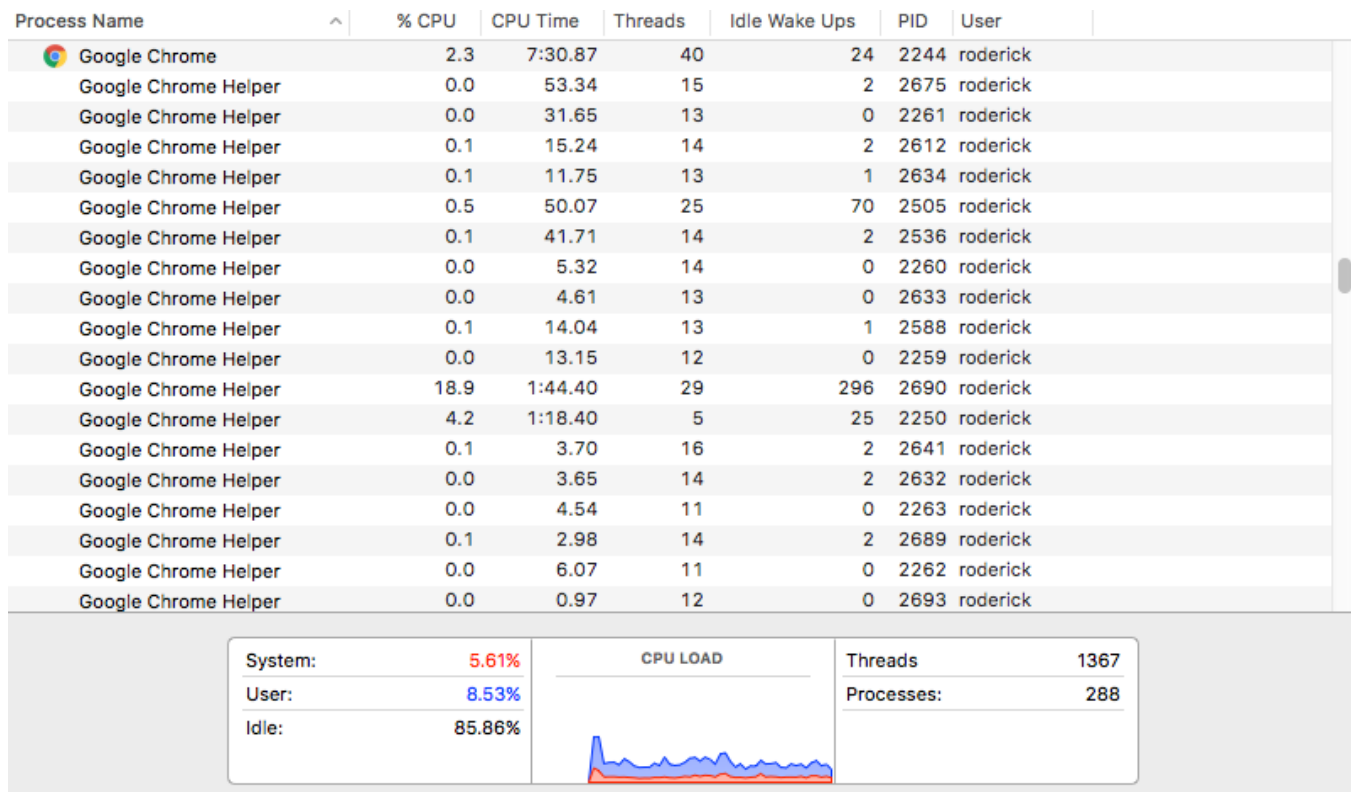 Process Name % CPU CPU Time Threads Idle Wake Ups PID User
Google Chrome 2.3 7:30.87 40 24 2244 roderick
Google Chrome Helper 0.0 53.34 15 2 2675 roderick
Google Chrome Helper 0.0 31.65 13 0 2261 roderick
Google Chrome Helper 0.1 15.24 14 2 2612 roderick
Google Chrome Helper 0.1 11.75 13 1 2634 roderick
Google Chrome Helper 0.5 50.07 25 70 2505 roderick
Google Chrome Helper 0.1 41.71 14 2 2536 roderick
Google Chrome Helper 0.0 5.32 14 0 2260 roderick
Google Chrome Helper 0.0 4.61 13 0 2633 roderick
Google Chrome Helper 0.1 14.04 13 1 2588 roderick
Google Chrome Helper 0.0 13.15 12 0 2259 roderick
Google Chrome Helper 18.9 1:44.40 29 296 2690 roderick
Google Chrome Helper 4.2 1:18.40 5 25 2250 roderick
Google Chrome Helper 0.1 3.70 16 2 2641 roderick
Google Chrome Helper 0.0 3.65 14 2 2632 roderick
Google Chrome Helper 0.0 4.54 11 0 2263 roderick
Google Chrome Helper 0.1 2.98 14 2 2689 roderick
Google Chrome Helper 0.0 6.07 11 0 2262 roderick
Google Chrome Helper 0.0 0.97 12 0 2693 roderick
System: 5.61% CPU LOAD Threads 1367
User: 8.53% Processes: 288
Idle: 85.86%